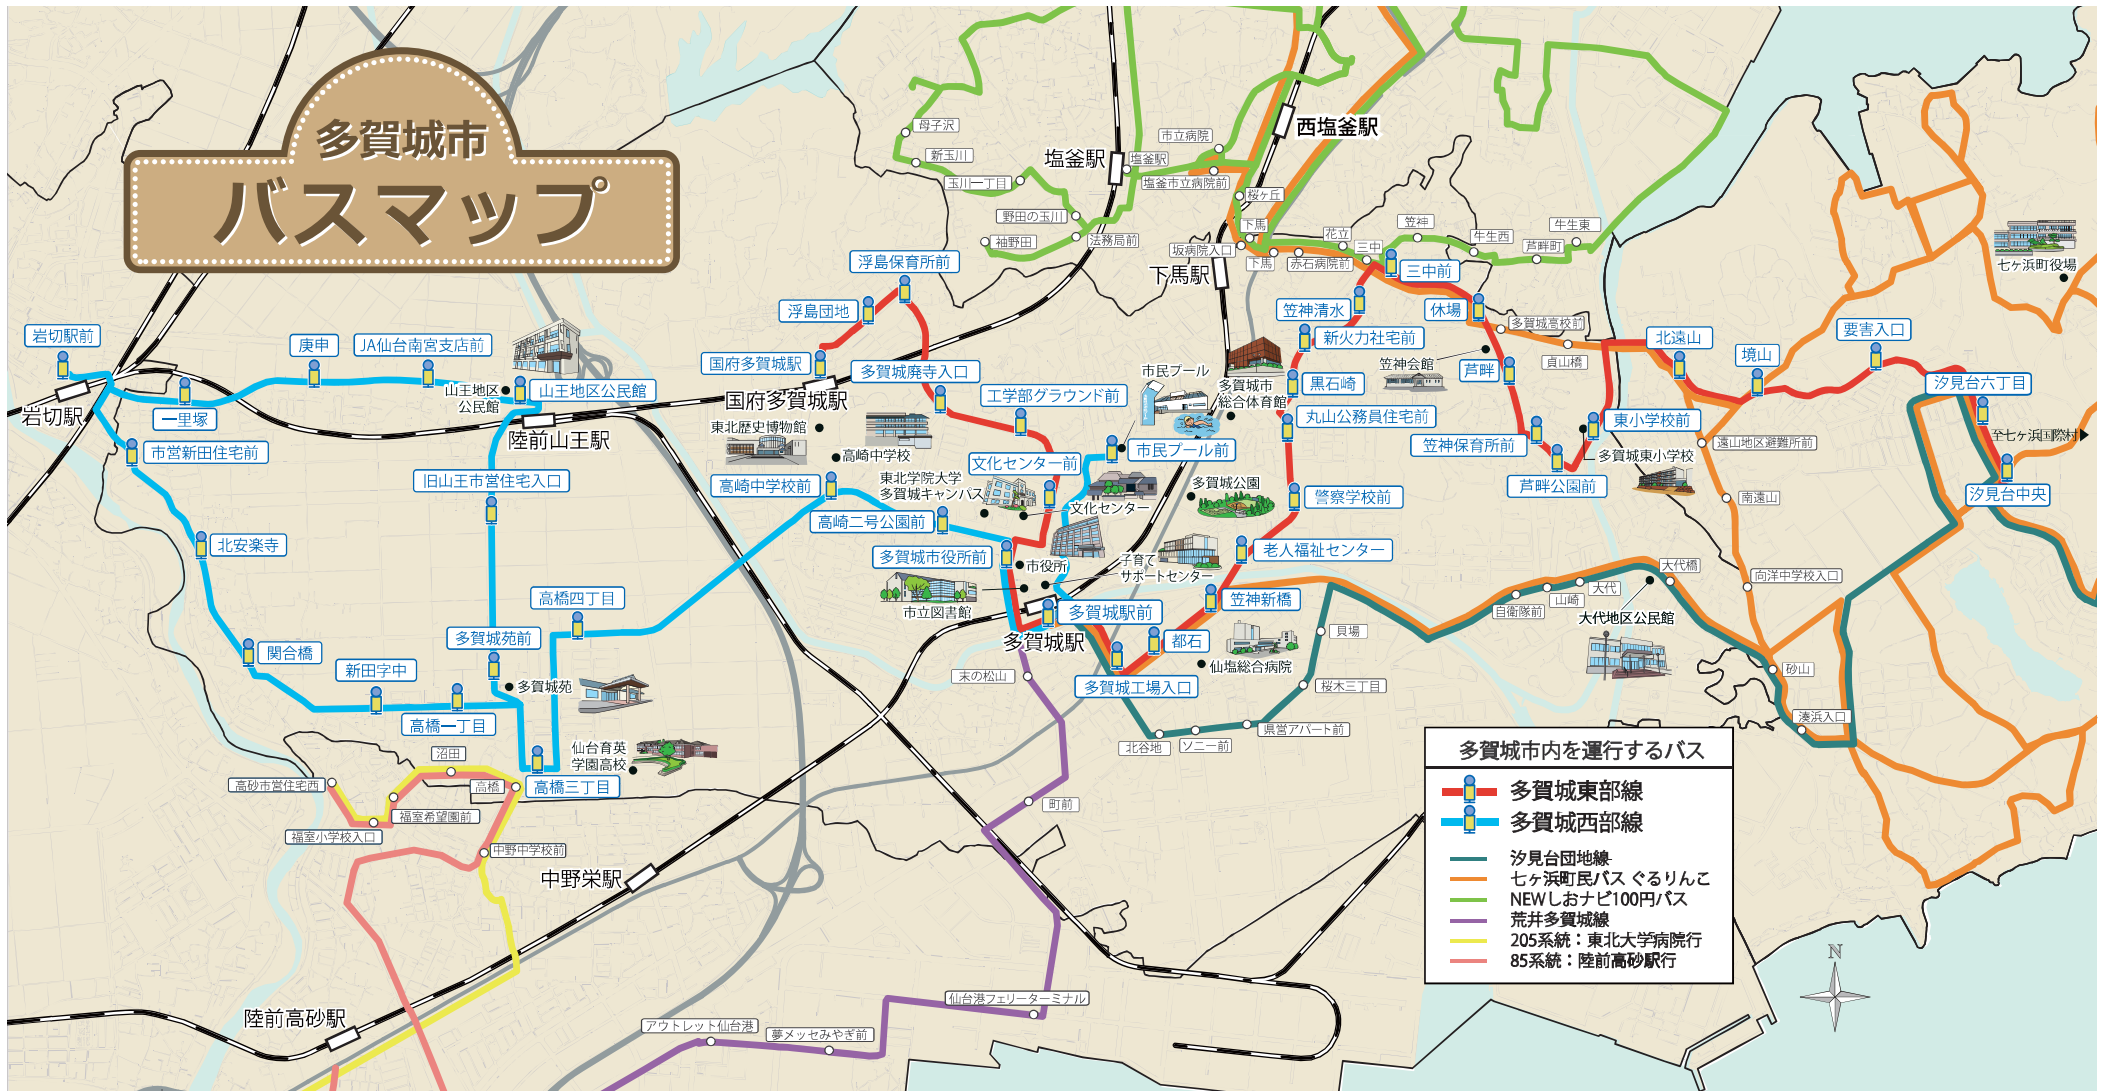 多賀城市
バスマップ
母子沢
新玉川
玉川一丁目
野田の玉川
袖野田
法務局前
塩釜駅
塩釜駅
市立病院
塩釜市立病院前
西塩釜駅
桜ヶ丘
下馬
坂病院入口
下馬
下馬駅
赤石病院前
花立
三中
笠神
牛生西
芦畔町
牛生東
七ヶ浜町役場
浮島保育所前
浮島団地
国府多賀城駅
国府多賀城駅
多賀城廃寺入口
工学部グラウンド前
東北歴史博物館
高崎中学校
文化センター前
東北学院大学
多賀城キャンパス
文化センター
市民プール
市民プール前
多賀城市
総合体育館
多賀城公園
三中前
笠神清水
新火力社宅前
黒石崎
丸山公務員住宅前
警察学校前
老人福祉センター
笠神新橋
都石
多賀城工場入口
休場
多賀城高校前
貞山橋
笠神会館
芦畔
笠神保育所前
芦畔公園前
東小学校前
多賀城東小学校
北遠山
境山
要害入口
汐見台六丁目
至七ヶ浜国際村
汐見台中央
遠山地区避難所前
南遠山
向洋中学校入口
大代橋
大代
山崎
自衛隊前
大代地区公民館
砂山
湊浜入口
岩切駅前
岩切駅
一里塚
庚申
JA仙台南宮支店前
山王地区
公民館
山王地区公民館
陸前山王駅
市営新田住宅前
旧山王市営住宅入口
北安楽寺
関合橋
新田字中
高橋一丁目
多賀城苑前
多賀城苑
高橋四丁目
高橋三丁目
仙台育英
学園高校
高崎中学校前
高崎二号公園前
多賀城市役所前
市役所
市立図書館
子育て
サポートセンター
多賀城駅前
多賀城駅
仙塩総合病院
貝場
桜木三丁目
県営アパート前
ソニー前
北谷地
末の松山
町前
仙台港フェリーターミナル
夢メッセみやぎ前
アウトレット仙台港
沼田
高橋
高砂市営住宅西
福室希望園前
福室小学校入口
中野中学校前
中野栄駅
陸前高砂駅
多賀城市内を運行するバス
多賀城東部線
多賀城西部線
汐見台団地線
七ヶ浜町民バス ぐるりんこ
NEWしおナビ100円バス
荒井多賀城線
205系統：東北大学病院行
85系統：陸前高砂駅行
N